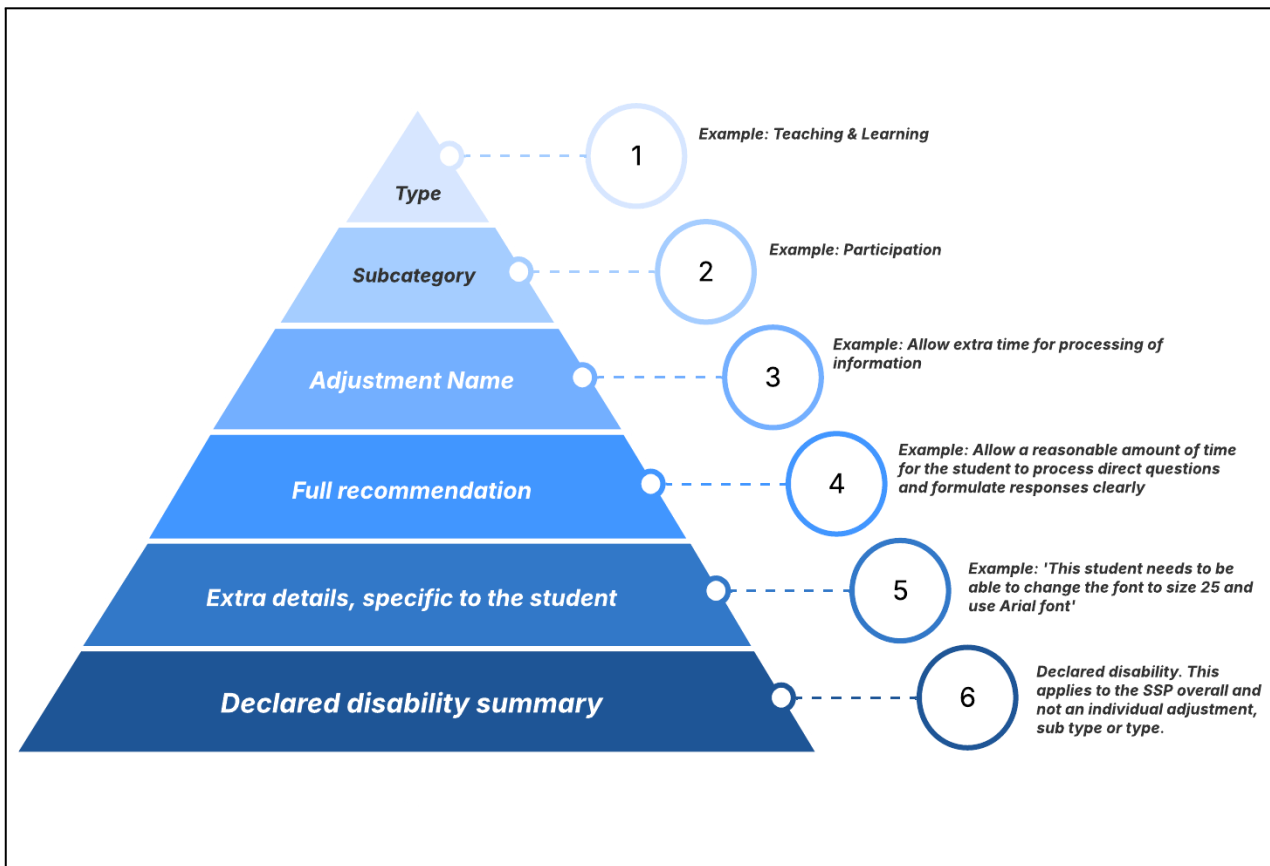 Type
1
Example: Teaching & Learning
Subcategory
2
Example: Participation
Adjustment Name
3
Example: Allow extra time for processing of
information
Full recommendation
4
Example: Allow a reasonable amount of time
for the student to process direct questions
and formulate responses clearly
Extra details, specific to the student
5
Example: 'This student needs to be
able to change the font to size 25 and
use Arial font'
Declared disability summary
6
Declared disability. This
applies to the SSP overall and
not an individual adjustment,
sub type or type.